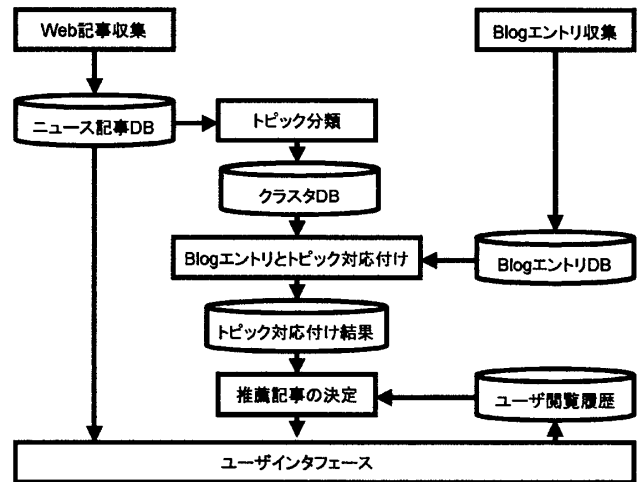 Web記事収集
Blogエントリ収集
ニュース記事DB
トピック分類
クラスタDB
Blogエントリとトピック対応付け
BlogエントリDB
トピック対応付け結果
推薦記事の決定
ユーザ閲覧履歴
ユーザインタフェース